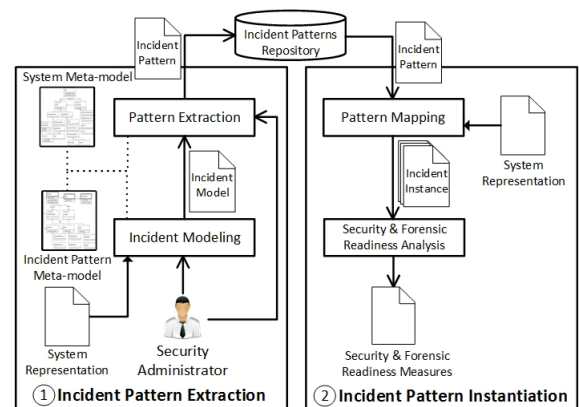 Incident
Pattern
Incident Patterns
Repository
Incident
Pattern
System Meta-model
Pattern Extraction
Pattern Mapping
Incident
Model
Incident
Instance
System
Representation
Incident Modeling
Security & Forensic
Readiness Analysis
Incident Pattern
Meta-model
System
Representation
Security
Administrator
Security & Forensic
Readiness Measures
1 Incident Pattern Extraction
2 Incident Pattern Instantiation